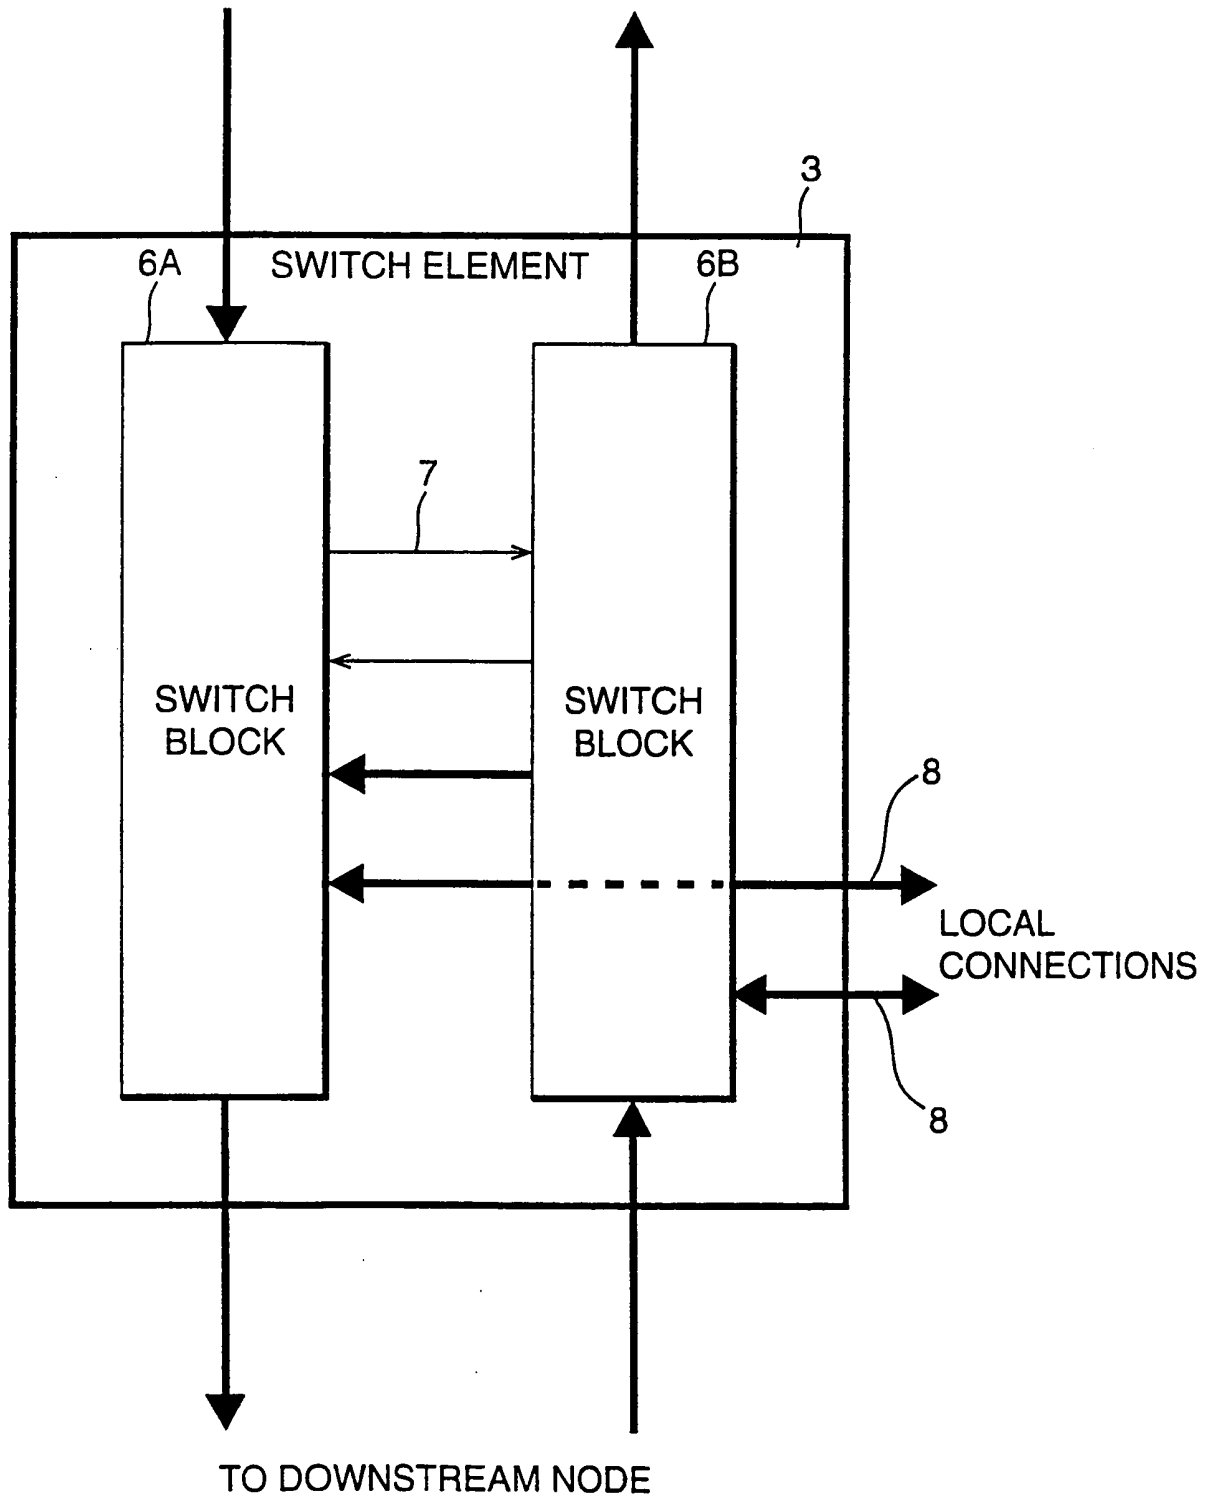 3
6A
SWITCH ELEMENT
6B
7
SWITCH
BLOCK
SWITCH
BLOCK
8
LOCAL
CONNECTIONS
8
TO DOWNSTREAM NODE